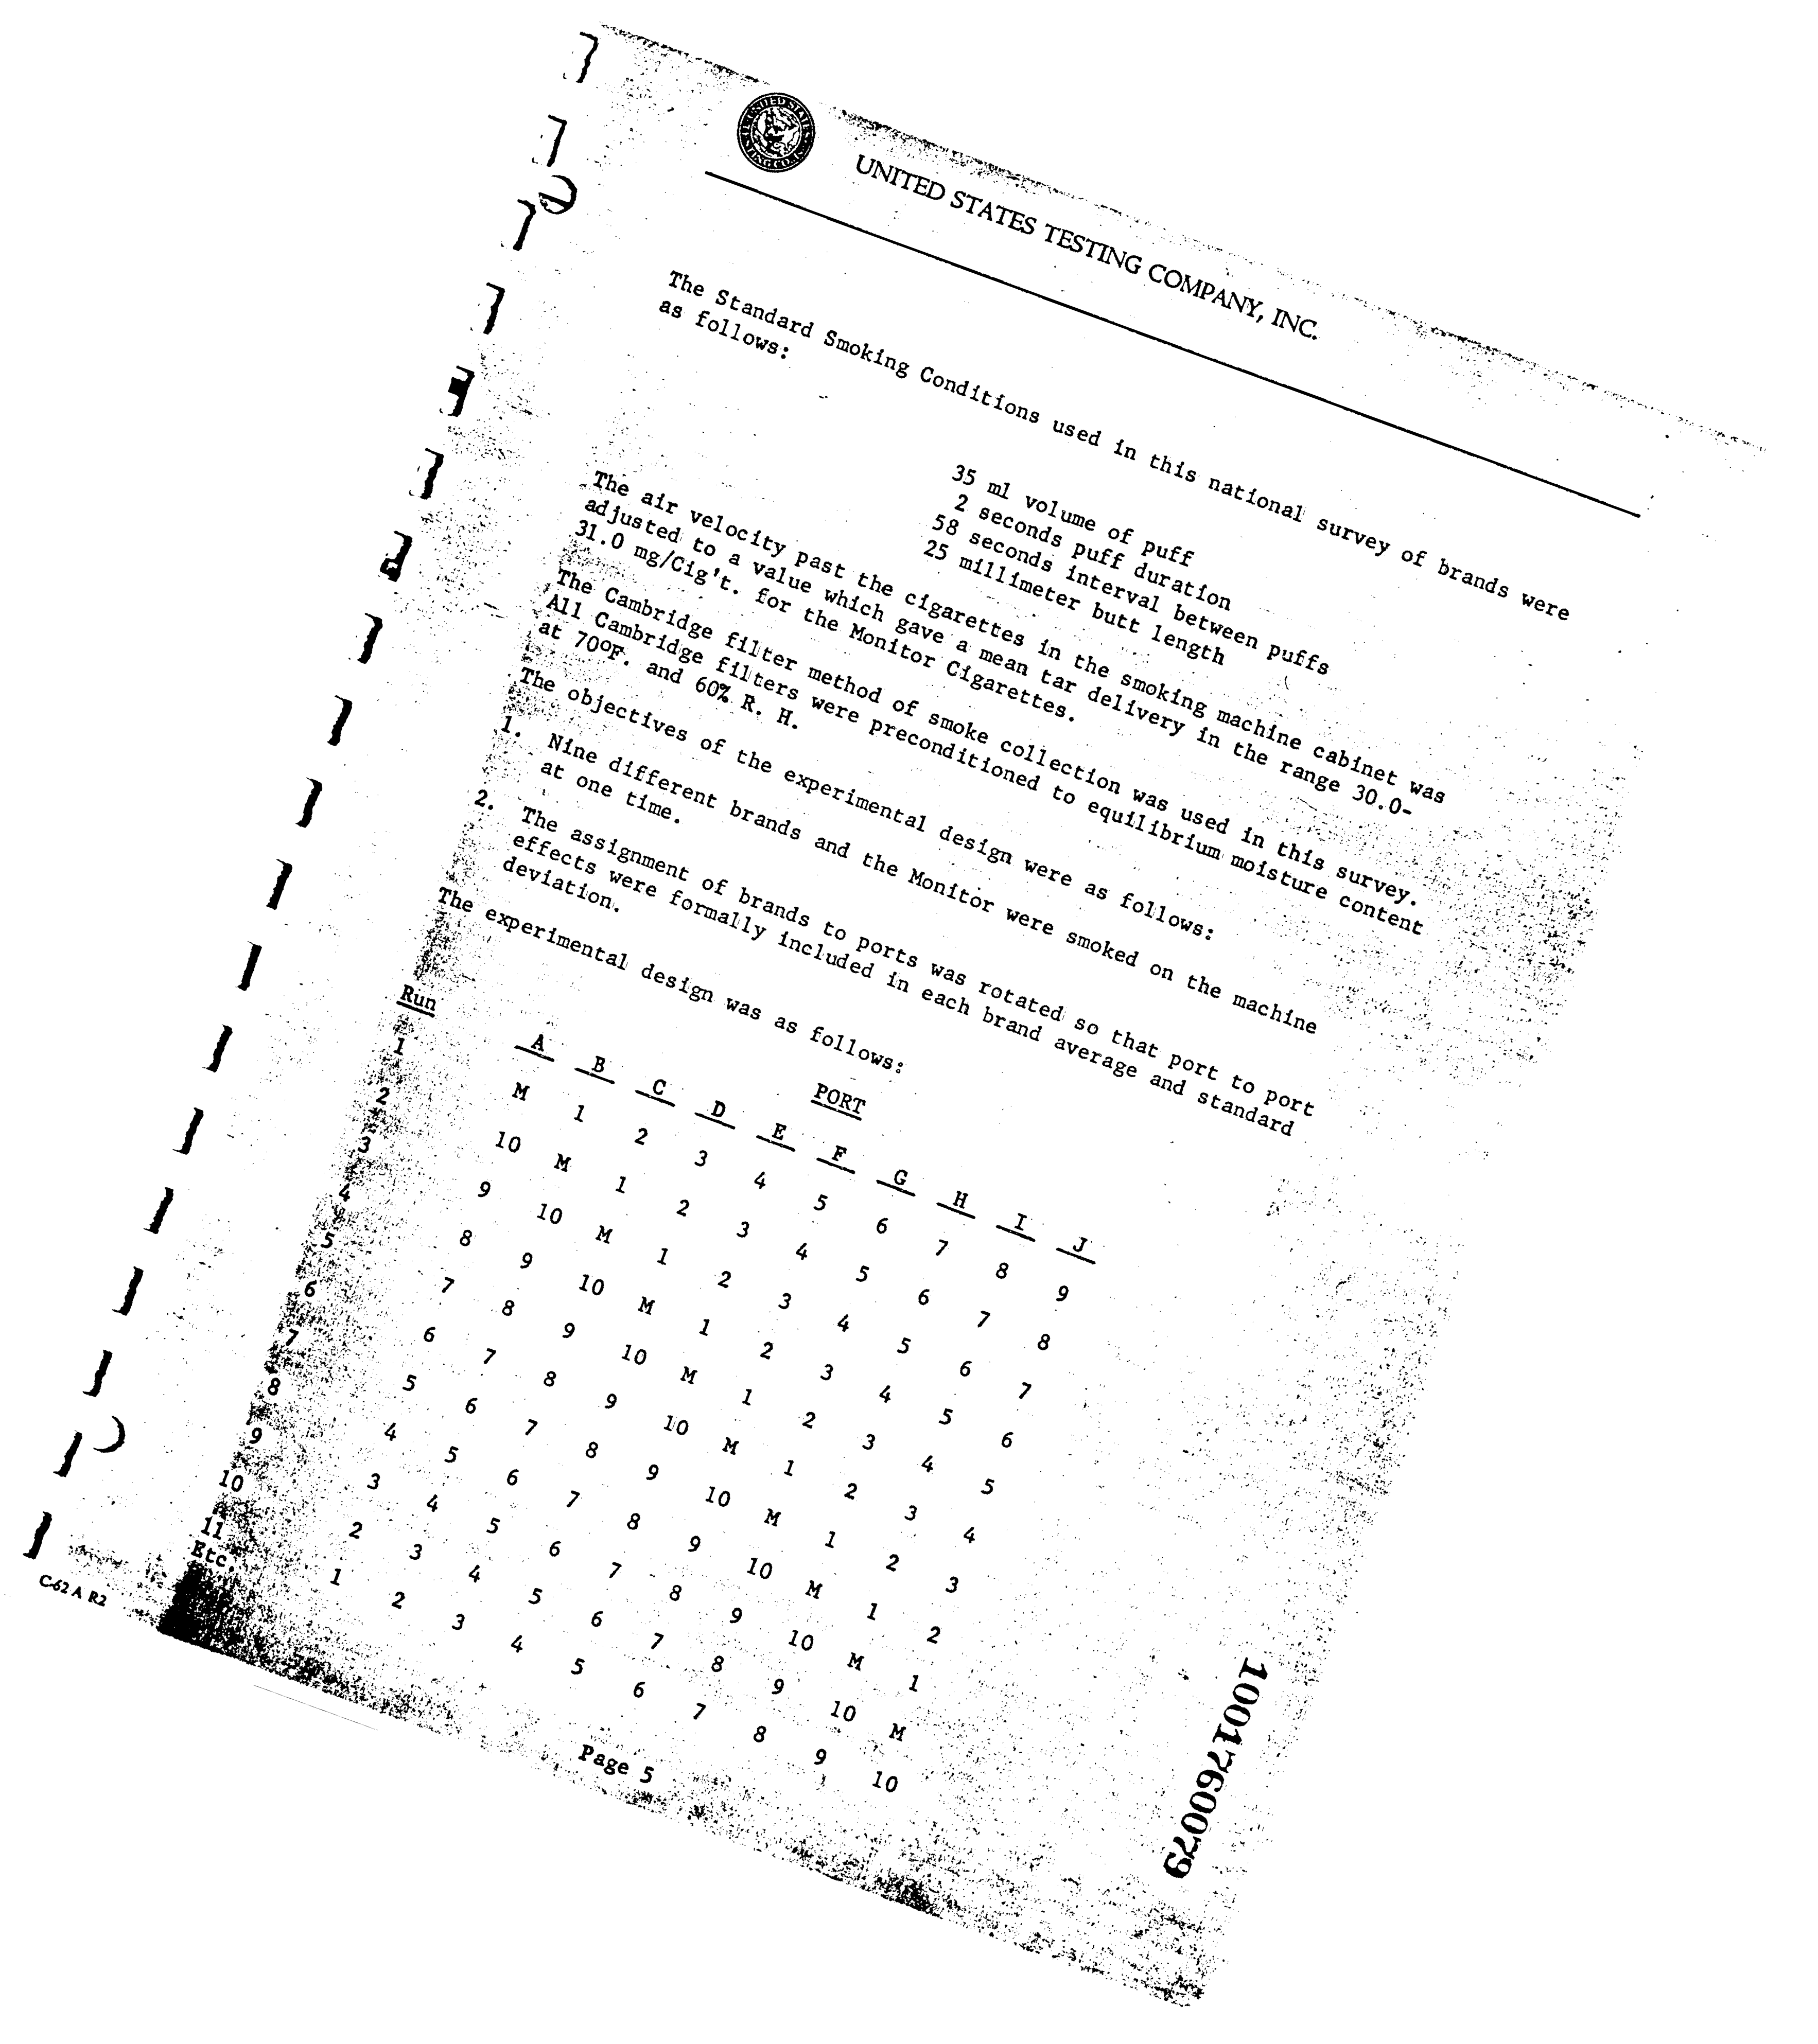 UNITED STATES TESTING COMPANY, INC.
The Standard Smoking Conditions used in this national survey of brands were
as follows:
35 ml volume of puff
2 seconds puff duration
58 seconds interval between puffs
25 millimeter butt length
The air velocity past the cigarettes in the smoking machine cabinet was
adjusted to a value which gave a mean tar delivery in the range 30.0-
31.0 mg/Cig't. for the Monitor Cigarettes.
The Cambridge filter method of smoke collection was used in this survey.
All Cambridge filters were preconditioned to equilibrium moisture content
at 70ºF. and 60% R. H.
The objectives of the experimental design were as follows:
1. Nine different brands and the Monitor were smoked on the machine
at one time.
2. The assignment of brands to ports was rotated so that port to port
effects were formally included in each brand average and standard
deviation.
The experimental design was as follows:
PORT
Run A B C D E F G H I J
1 M 1 2 3 4 5 6 7 8 9
2 10 M 1 2 3 4 5 6 7 8
3 9 10 M 1 2 3 4 5 6 7
4 8 9 10 M 1 2 3 4 5 6
5 7 8 9 10 M 1 2 3 4 5
6 6 7 8 9 10 M 1 2 3 4
7 5 6 7 8 9 10 M 1 2 3
8 4 5 6 7 8 9 10 M 1 2
9 3 4 5 6 7 8 9 10 M 1
10 2 3 4 5 6 7 8 9 10 M
11 1 2 3 4 5 6 7 8 9 10
Etc.
Page 5
C-62 A R2
1001760079